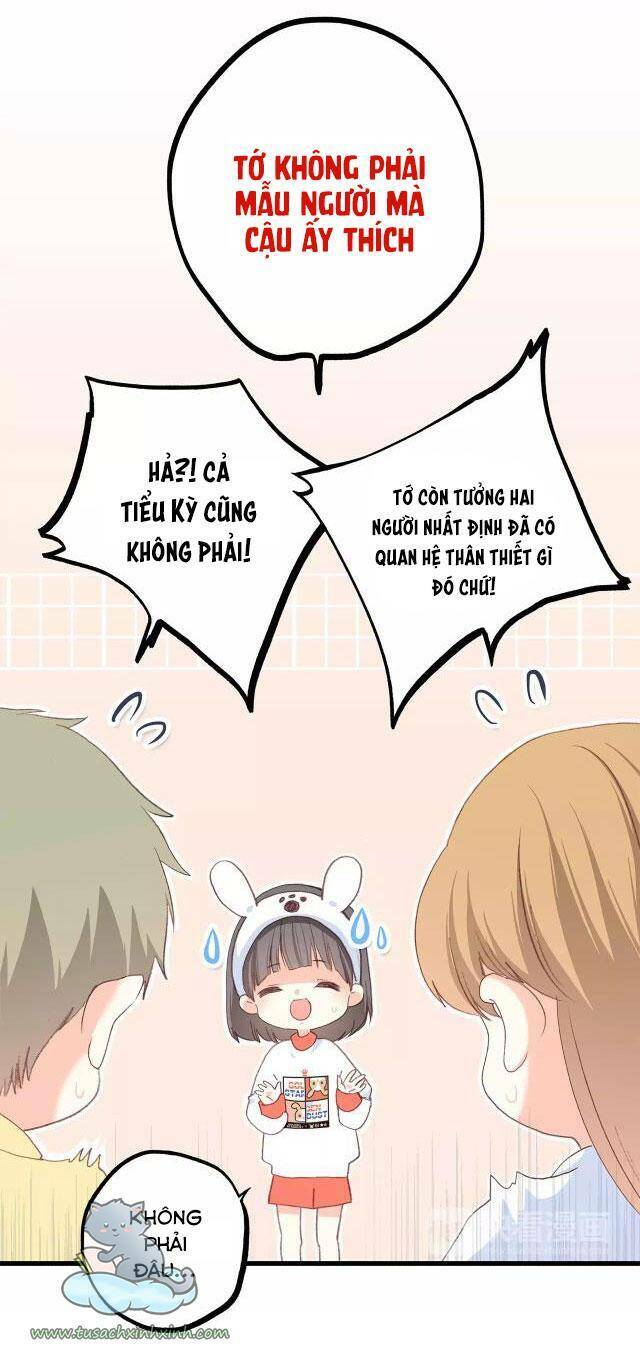 TỚ KHÔNG PHẢI
MẪU NGƯỜI MÀ
CẬU ẤY THÍCH
HẢ?! CẢ
TIỂU KỲ CŨNG
KHÔNG PHẢI!
TỚ CÒN TƯỞNG HAI
NGƯỜI NHẤT ĐỊNH ĐÃ CÓ
QUAN HỆ THÂN THIẾT GÌ
ĐÓ CHỨ!
KHÔNG
PHẢI
ĐÂU...
www.tusachxinhxinh.com